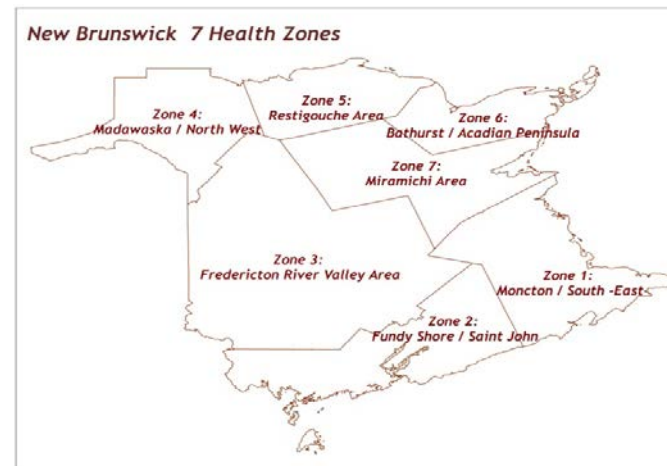 New Brunswick 7 Health Zones
Zone 5:
Restigouche Area
Zone 4:
Madawaska / North West
Zone 6:
Bathurst / Acadian Peninsula
Zone 7:
Miramichi Area
Zone 3:
Fredericton River Valley Area
Zone 1:
Moncton / South -East
Zone 2:
Fundy Shore / Saint John